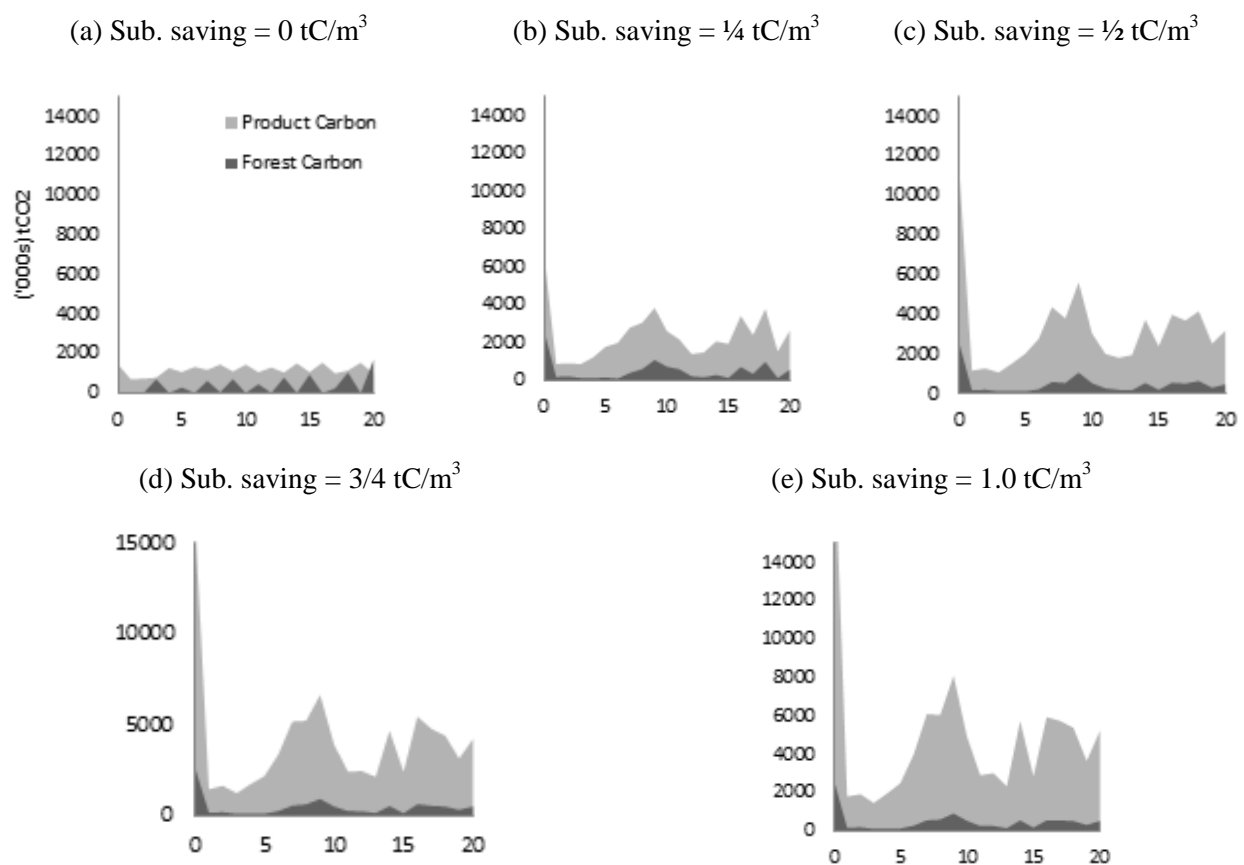 (a) Sub. saving = 0 tC/m³
(b) Sub. saving = ¼ tC/m³
(c) Sub. saving = ½ tC/m³
('000s) tCO2
14000
12000
10000
8000
6000
4000
2000
0
Product Carbon
Forest Carbon
0 5 10 15 20
14000
12000
10000
8000
6000
4000
2000
0
0 5 10 15 20
14000
12000
10000
8000
6000
4000
2000
0
0 5 10 15 20
(d) Sub. saving = 3/4 tC/m³
(e) Sub. saving = 1.0 tC/m³
15000
10000
5000
0
0 5 10 15 20
14000
12000
10000
8000
6000
4000
2000
0
0 5 10 15 20